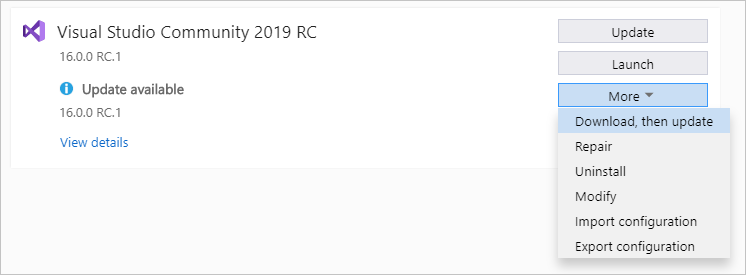 Visual Studio Community 2019 RC
16.0.0 RC.1
Update available
16.0.0 RC.1
View details
Update
Launch
More
Download, then update
Repair
Uninstall
Modify
Import configuration
Export configuration